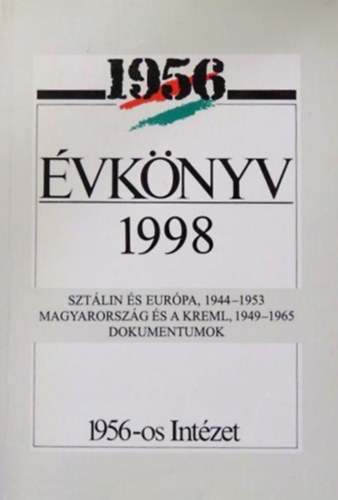 1956
ÉVKÖNYV
1998
SZTÁLIN ÉS EURÓPA, 1944–1953
MAGYARORSZÁG ÉS A KREML, 1949–1965
DOKUMENTUMOK
1956-os Intézet